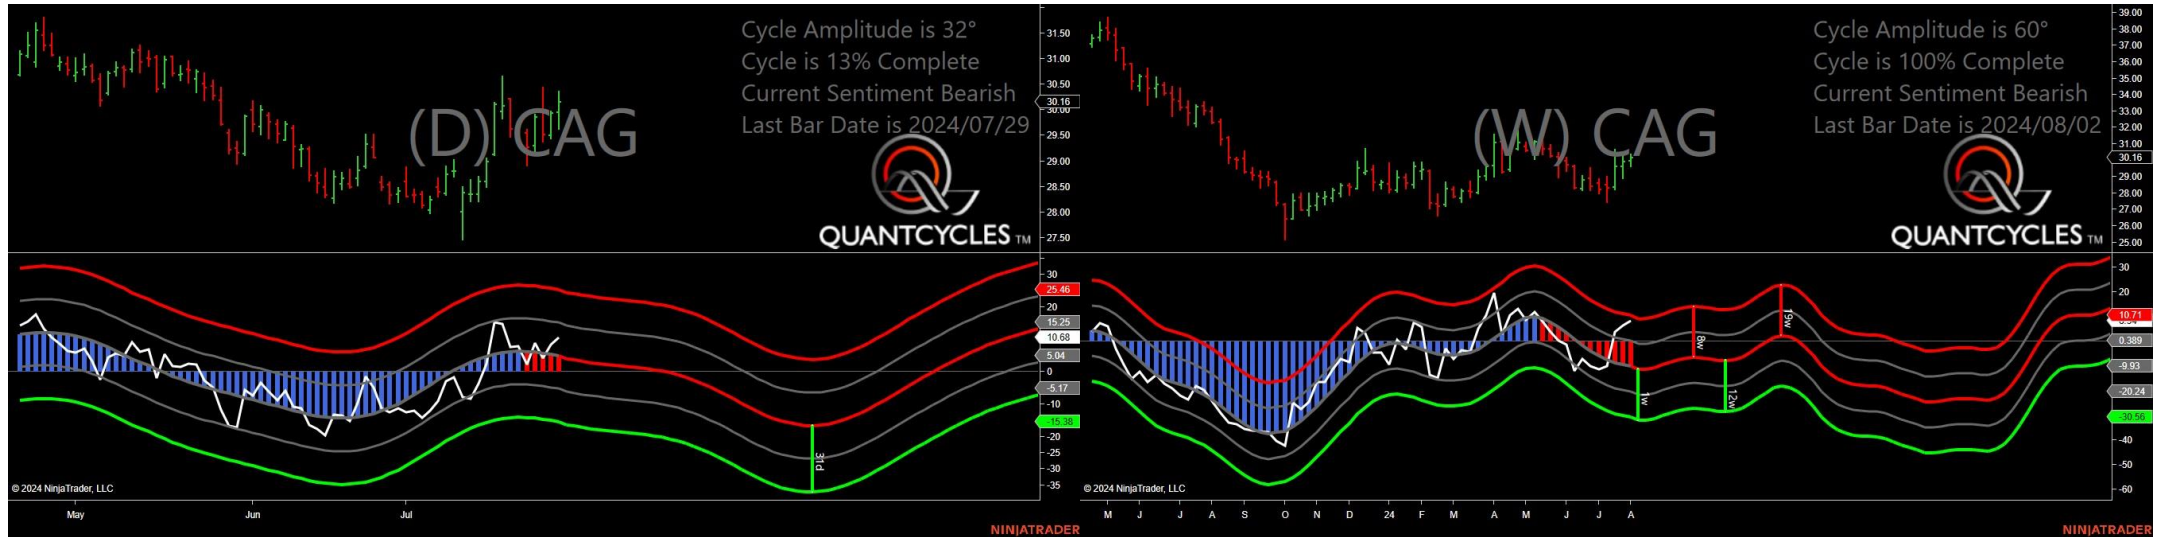 Cycle Amplitude is 32°
Cycle is 13% Complete
Current Sentiment Bearish
Last Bar Date is 2024/07/29
(D) CAG
QUANTCYCLES TM
31.50
31.00
30.50
30.16
30.00
29.50
29.00
28.50
28.00
27.50
30
25.46
20
15.25
10.68
5.04
0
-5.17
-10
-15.38
-20
-25
-30
-35
31d
© 2024 NinjaTrader, LLC
May Jun Jul
NINJATRADER
Cycle Amplitude is 60°
Cycle is 100% Complete
Current Sentiment Bearish
Last Bar Date is 2024/08/02
(W) CAG
QUANTCYCLES TM
39.00
38.00
37.00
36.00
35.00
34.00
33.00
32.00
31.00
30.16
29.00
28.00
27.00
26.00
25.00
30
20
10.71
0.389
-9.93
-20.24
-30.56
-40
-50
-60
8w
19w
1w
12w
© 2024 NinjaTrader, LLC
M J J A S O N D 24 F M A M J J A
NINJATRADER